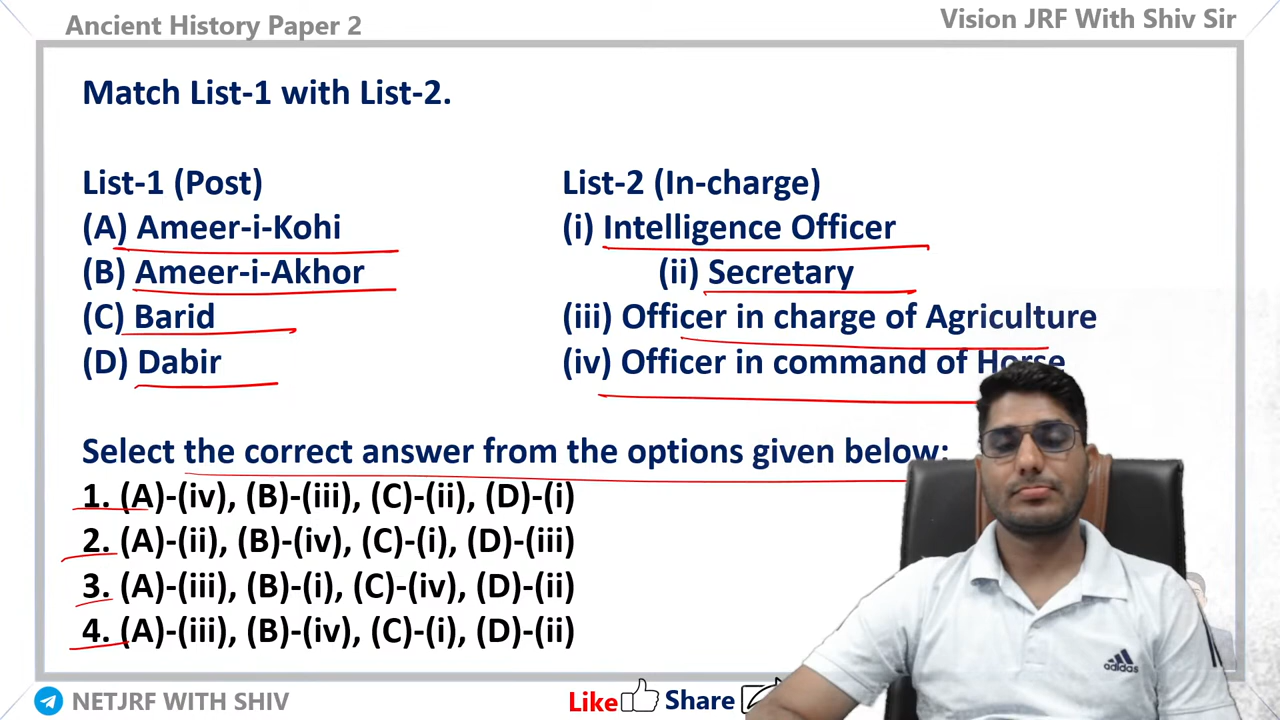 Ancient History Paper 2
Vision JRF With Shiv Sir
Match List-1 with List-2.
List-1 (Post)
List-2 (In-charge)
(A) Ameer-i-Kohi
(i) Intelligence Officer
(B) Ameer-i-Akhor
(ii) Secretary
(C) Barid
(iii) Officer in charge of Agriculture
(D) Dabir
(iv) Officer in command of Horse
Select the correct answer from the options given below:
1. (A)-(iv), (B)-(iii), (C)-(ii), (D)-(i)
2. (A)-(ii), (B)-(iv), (C)-(i), (D)-(iii)
3. (A)-(iii), (B)-(i), (C)-(iv), (D)-(ii)
4. (A)-(iii), (B)-(iv), (C)-(i), (D)-(ii)
adidas
NETJRF WITH SHIV
Like Share